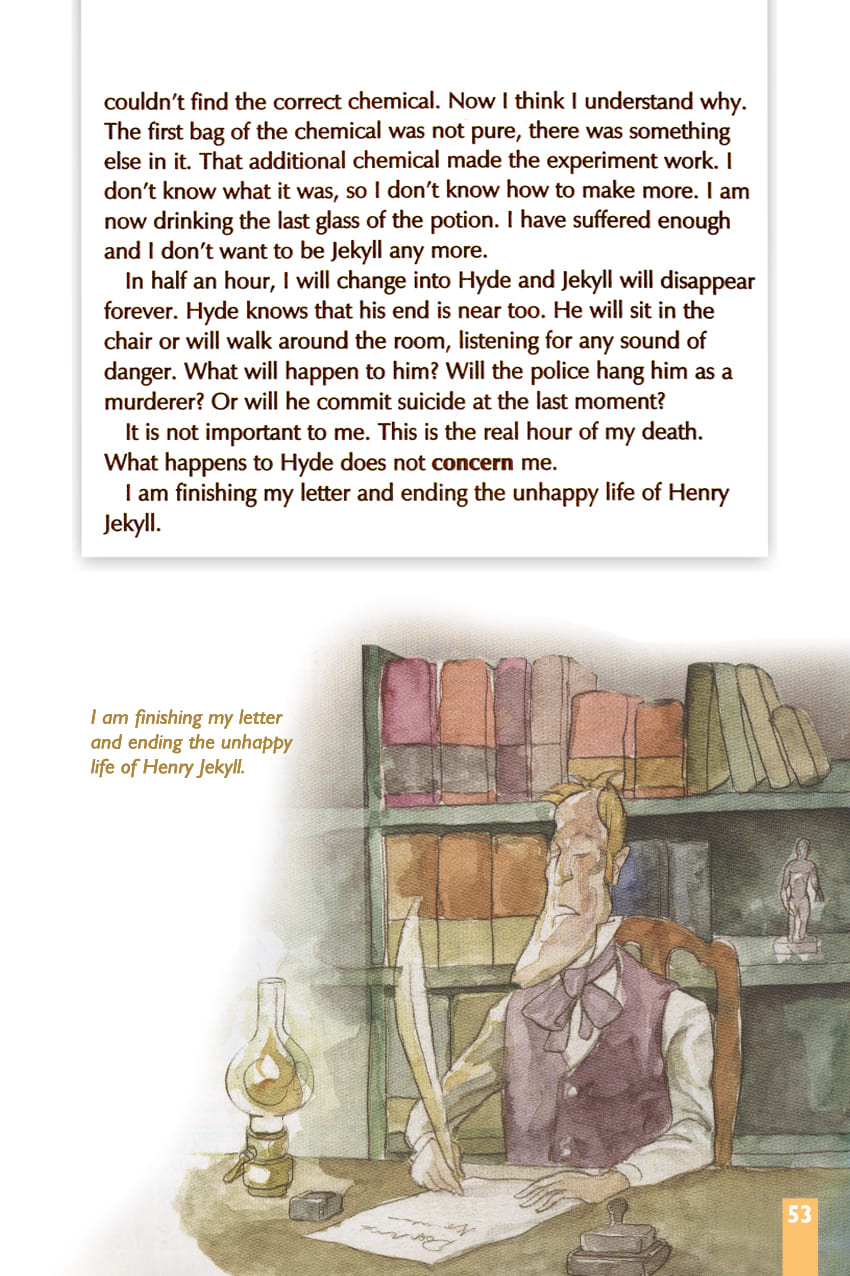 couldn't find the correct chemical. Now I think I understand why.
The first bag of the chemical was not pure, there was something
else in it. That additional chemical made the experiment work. I
don't know what it was, so I don't know how to make more. I am
now drinking the last glass of the potion. I have suffered enough
and I don't want to be Jekyll any more.
In half an hour, I will change into Hyde and Jekyll will disappear
forever. Hyde knows that his end is near too. He will sit in the
chair or will walk around the room, listening for any sound of
danger. What will happen to him? Will the police hang him as a
murderer? Or will he commit suicide at the last moment?
It is not important to me. This is the real hour of my death.
What happens to Hyde does not concern me.
I am finishing my letter and ending the unhappy life of Henry
Jekyll.
I am finishing my letter
and ending the unhappy
life of Henry Jekyll.
53